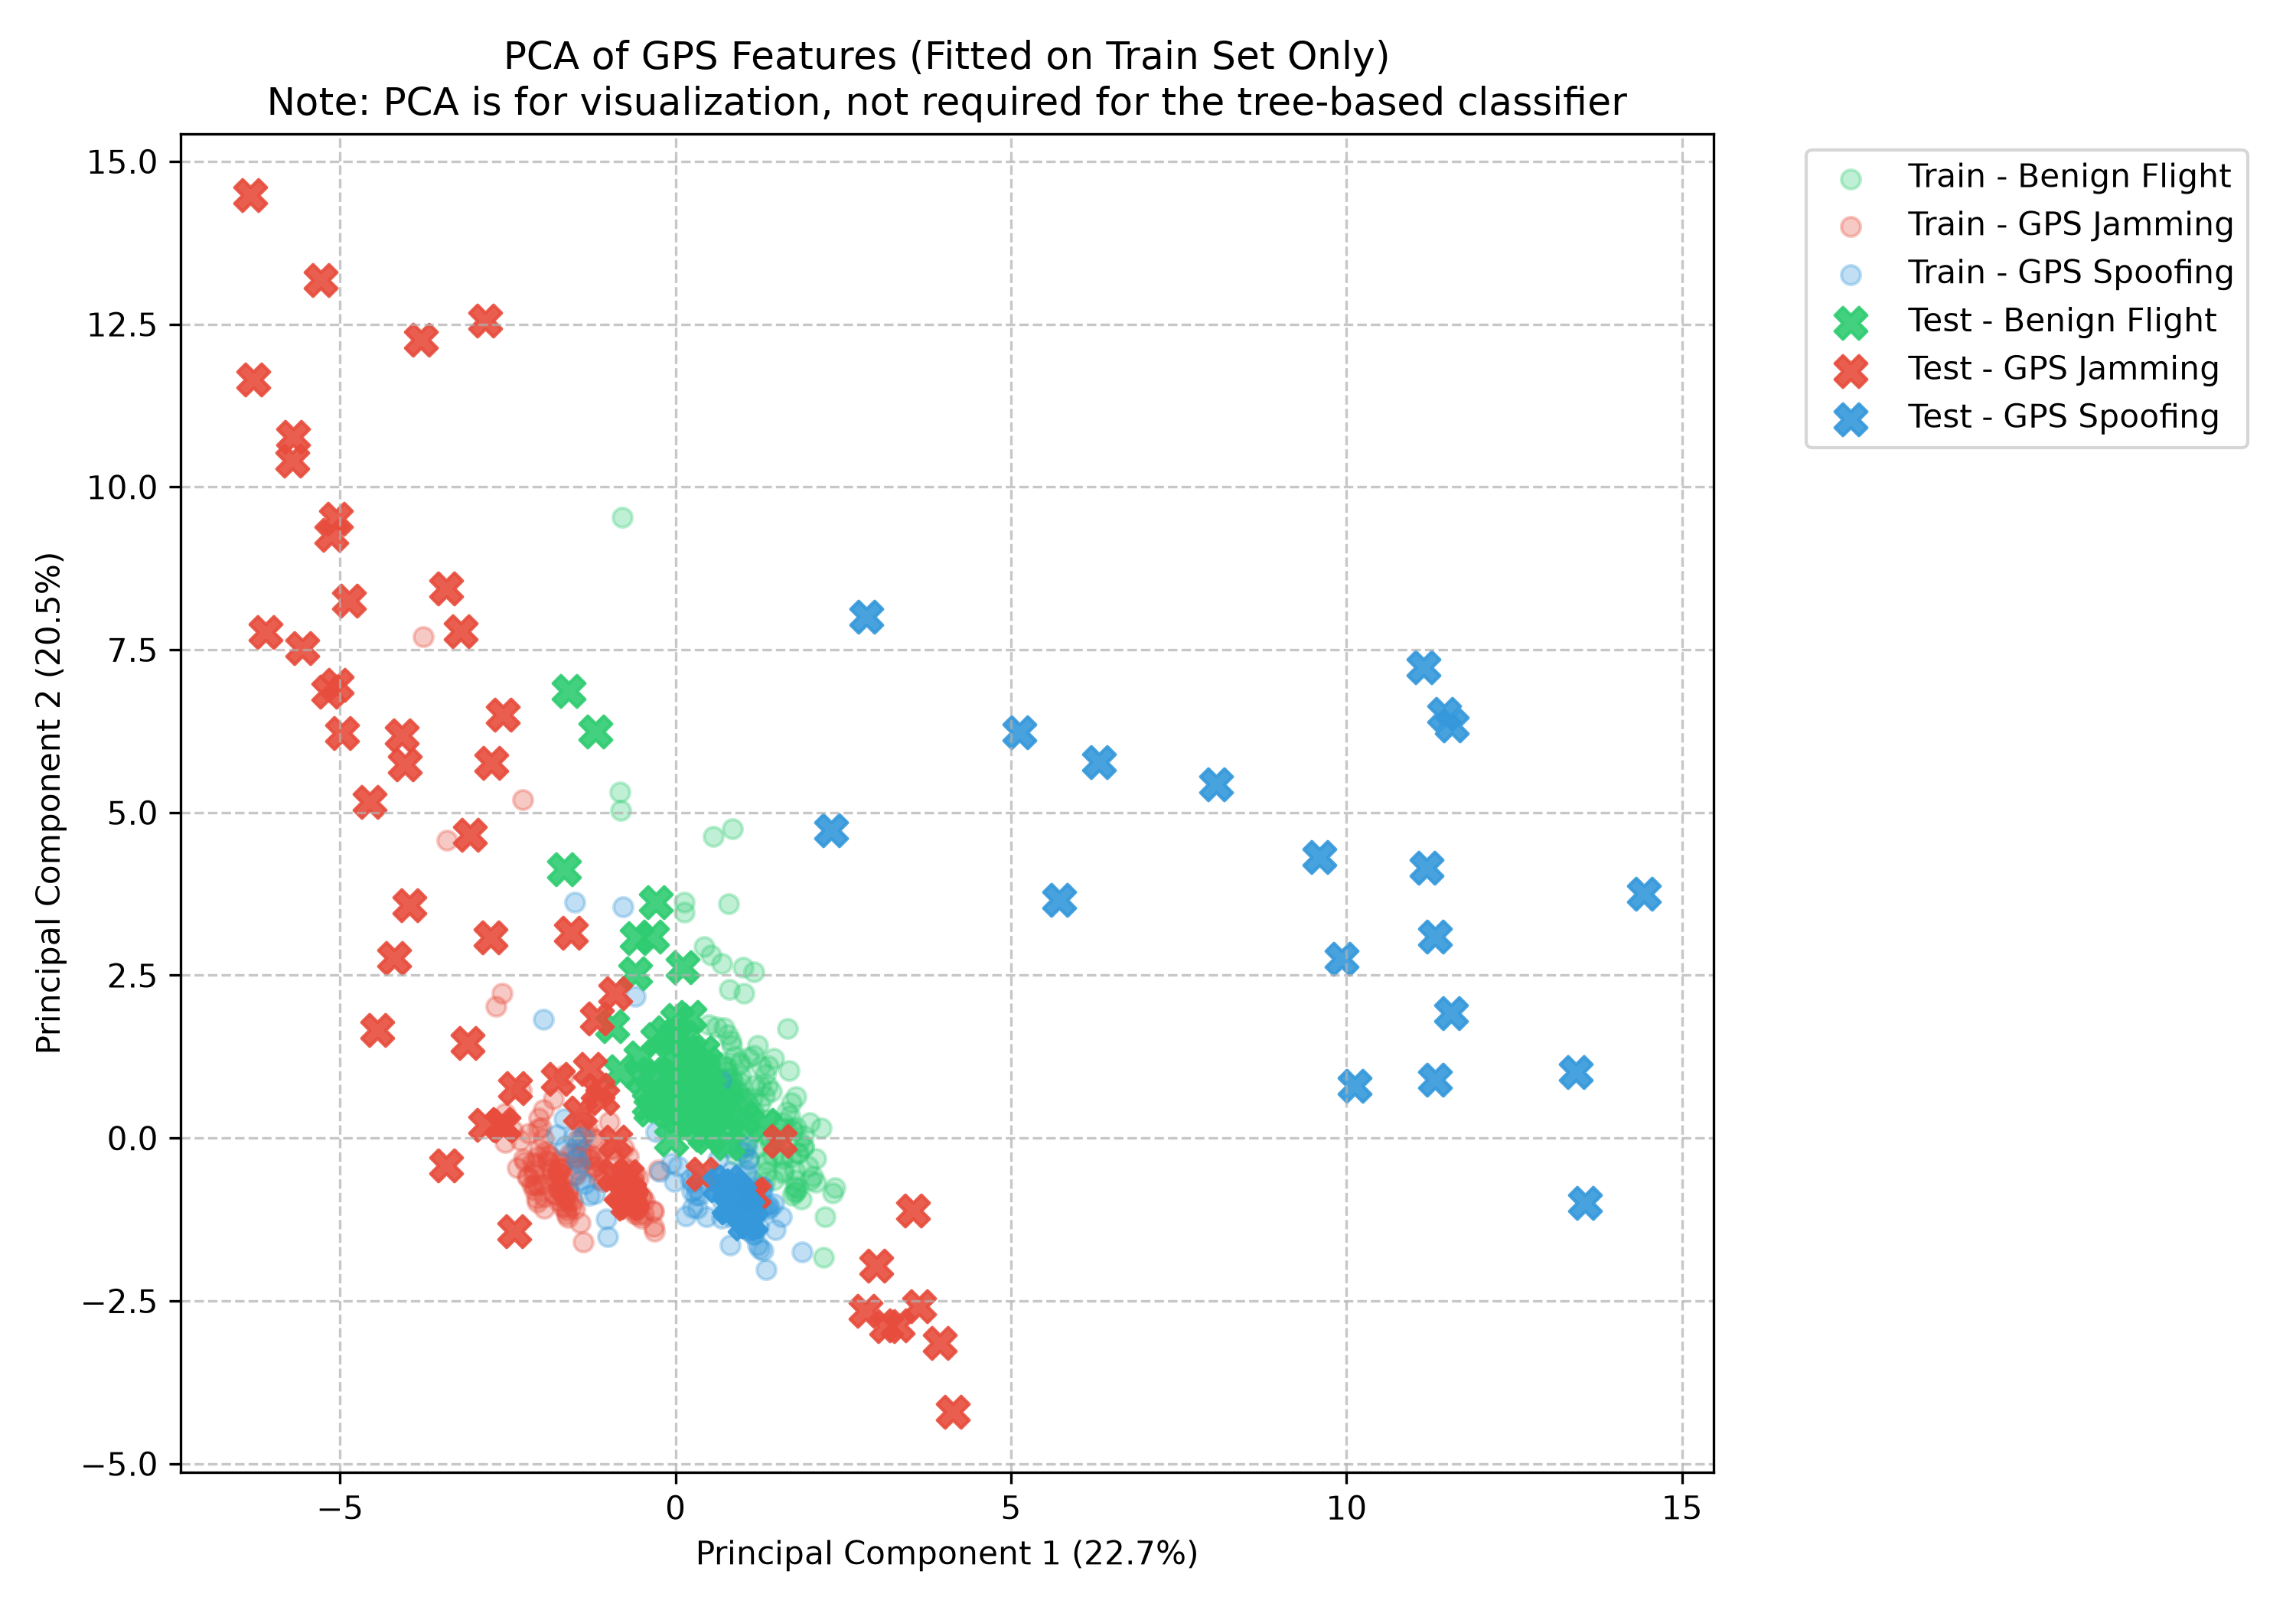 PCA of GPS Features (Fitted on Train Set Only)
Note: PCA is for visualization, not required for the tree-based classifier
15.0
12.5
10.0
7.5
5.0
2.5
0.0
−2.5
−5.0
Principal Component 2 (20.5%)
−5
0
5
10
15
Principal Component 1 (22.7%)
Train - Benign Flight
Train - GPS Jamming
Train - GPS Spoofing
Test - Benign Flight
Test - GPS Jamming
Test - GPS Spoofing